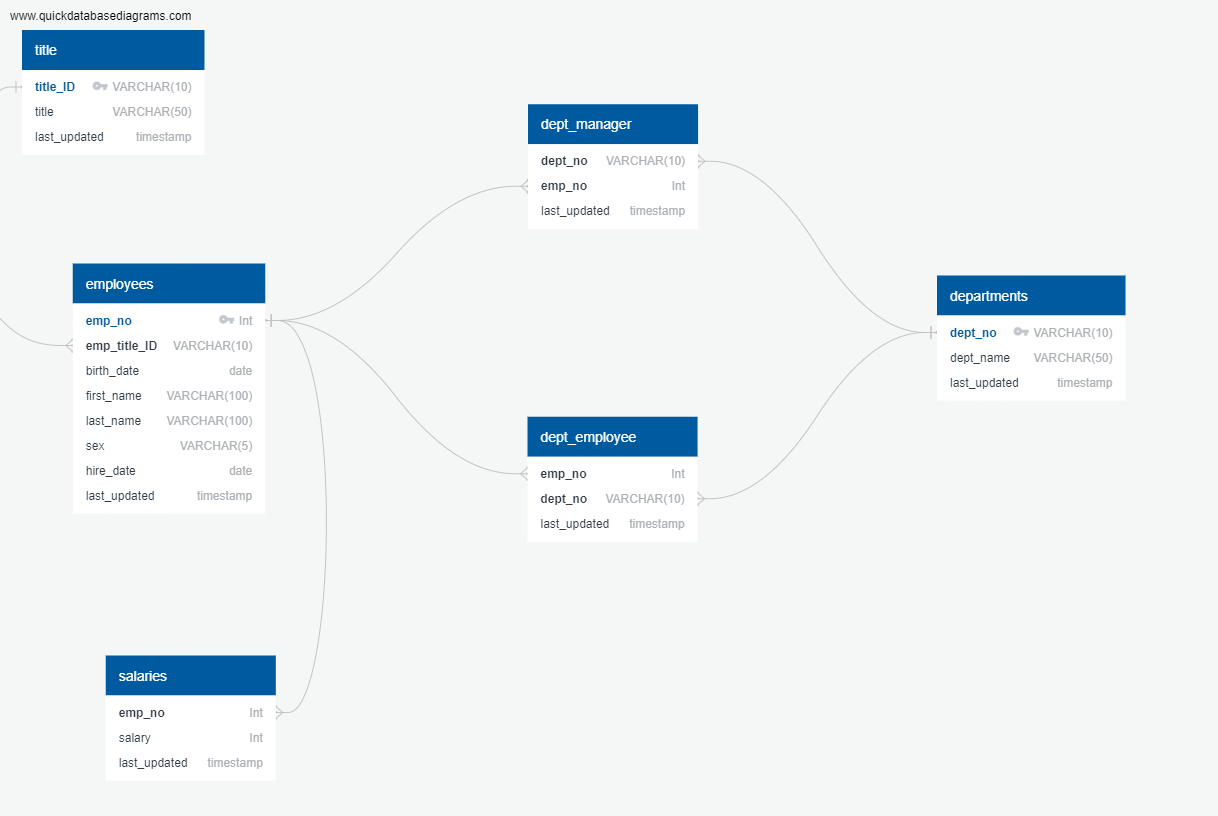 www.quickdatabasediagrams.com
title
title_ID VARCHAR(10)
title VARCHAR(50)
last_updated timestamp
dept_manager
dept_no VARCHAR(10)
emp_no Int
last_updated timestamp
employees
emp_no Int
emp_title_ID VARCHAR(10)
birth_date date
first_name VARCHAR(100)
last_name VARCHAR(100)
sex VARCHAR(5)
hire_date date
last_updated timestamp
departments
dept_no VARCHAR(10)
dept_name VARCHAR(50)
last_updated timestamp
dept_employee
emp_no Int
dept_no VARCHAR(10)
last_updated timestamp
salaries
emp_no Int
salary Int
last_updated timestamp